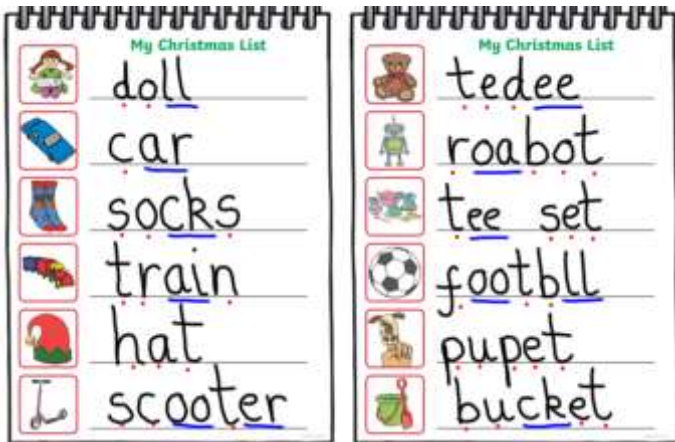 My Christmas List
doll
car
socks
train
hat
scooter
My Christmas List
tedee
roabot
tee set
footbll
pupet
bucket